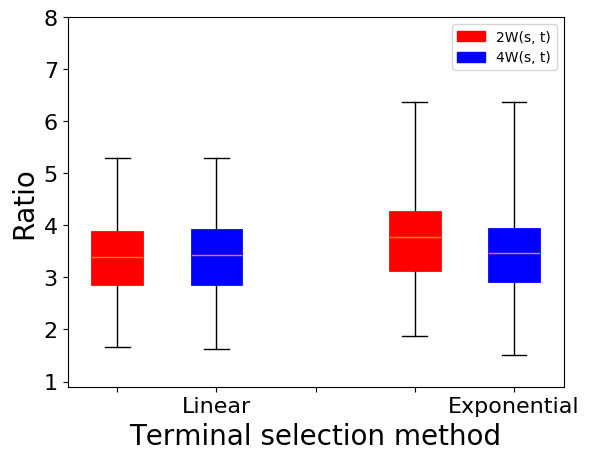 8
7
6
5
4
3
2
1
Ratio
2W(s, t)
4W(s, t)
Linear
Exponential
Terminal selection method